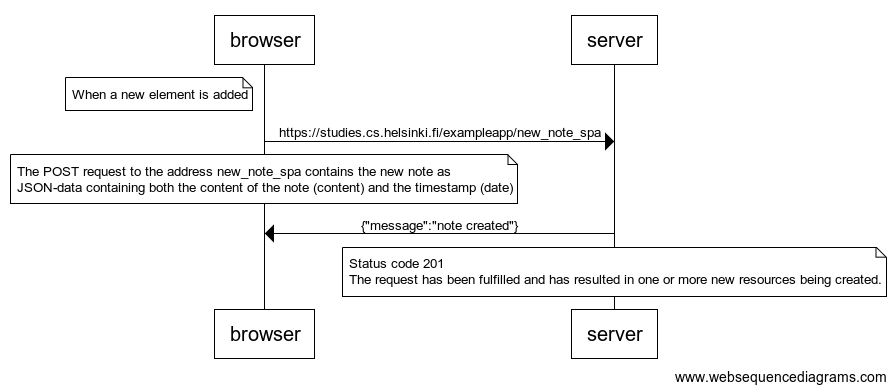 browser
server
When a new element is added
https://studies.cs.helsinki.fi/exampleapp/new_note_spa
The POST request to the address new_note_spa contains the new note as
JSON-data containing both the content of the note (content) and the timestamp (date)
{"message":"note created"}
Status code 201
The request has been fulfilled and has resulted in one or more new resources being created.
browser
server
www.websequencediagrams.com